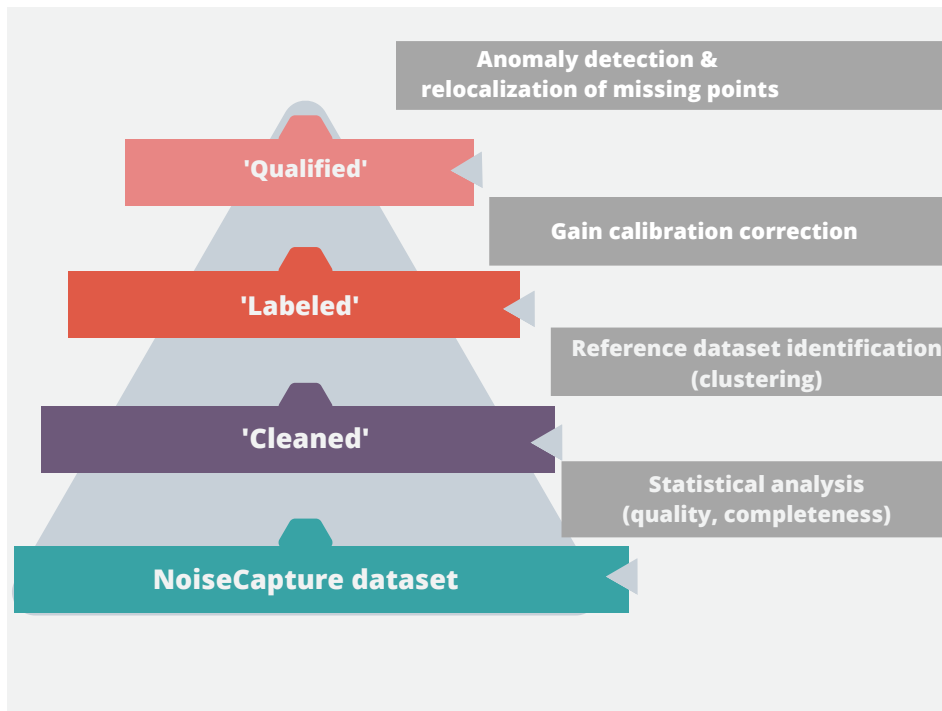 Anomaly detection &
relocalization of missing points
'Qualified'
Gain calibration correction
'Labeled'
Reference dataset identification
(clustering)
'Cleaned'
Statistical analysis
(quality, completeness)
NoiseCapture dataset